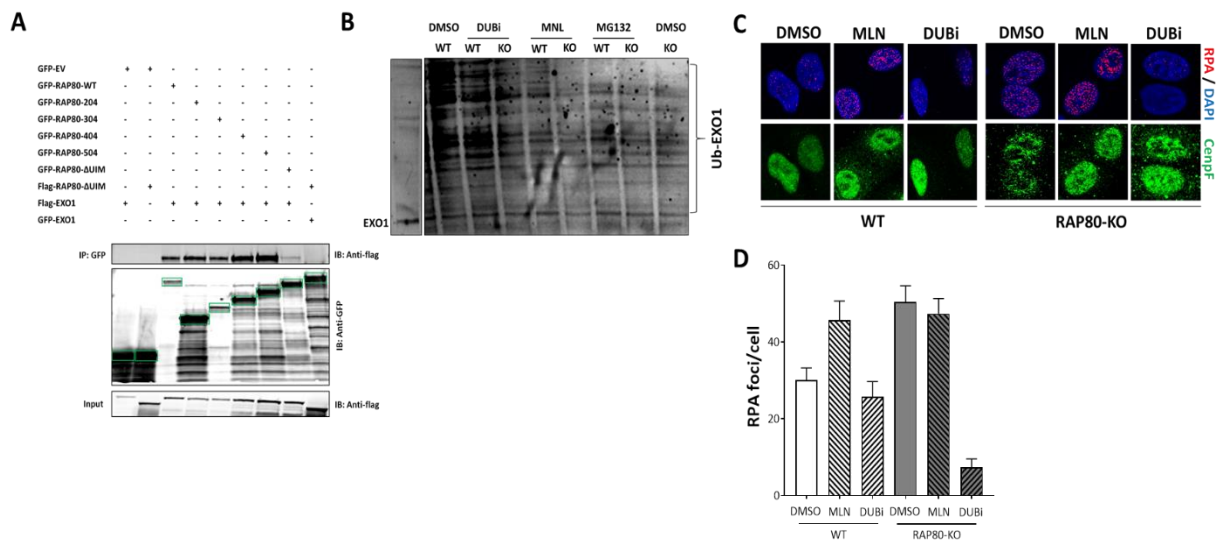 A
GFP-EV + + - - - - - - -
GFP-RAP80-WT - - + - - - - - -
GFP-RAP80-204 - - - + - - - - -
GFP-RAP80-304 - - - - + - - - -
GFP-RAP80-404 - - - - - + - - -
GFP-RAP80-504 - - - - - - + - -
GFP-RAP80-ΔUIM - - - - - - - + -
Flag-RAP80-ΔUIM - + - - - - - - +
Flag-EXO1 + - + + + + + + -
GFP-EXO1 - - - - - - - - +
IP: GFP
IB: Anti-flag
IB: Anti-GFP
Input
IB: Anti-flag
B
DMSO DUBi MNL MG132 DMSO
WT WT KO WT KO WT KO KO
EXO1
Ub-EXO1
C
DMSO MLN DUBi DMSO MLN DUBi
RPA / DAPI
CenpF
WT RAP80-KO
D
RPA foci/cell
60
40
20
0
DMSO MLN DUBi DMSO MLN DUBi
WT RAP80-KO